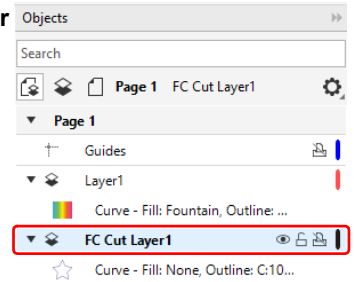 r
Objects
Search
Page 1 FC Cut Layer1
Page 1
Guides
Layer1
Curve - Fill: Fountain, Outline: ...
FC Cut Layer1
Curve - Fill: None, Outline: C:10...